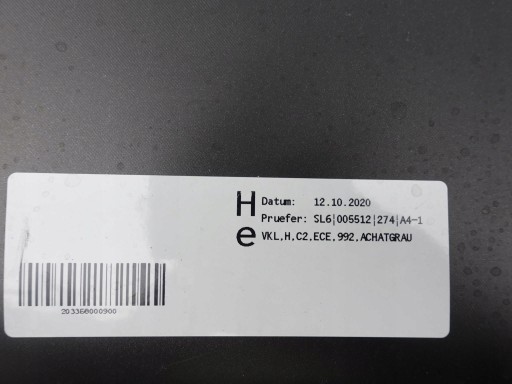 H
e
Datum: 12.10.2020
Pruefer: SL6|005512|274|A4-1
VKL,H,C2,ECE,992,ACHATGRAU
203368000900